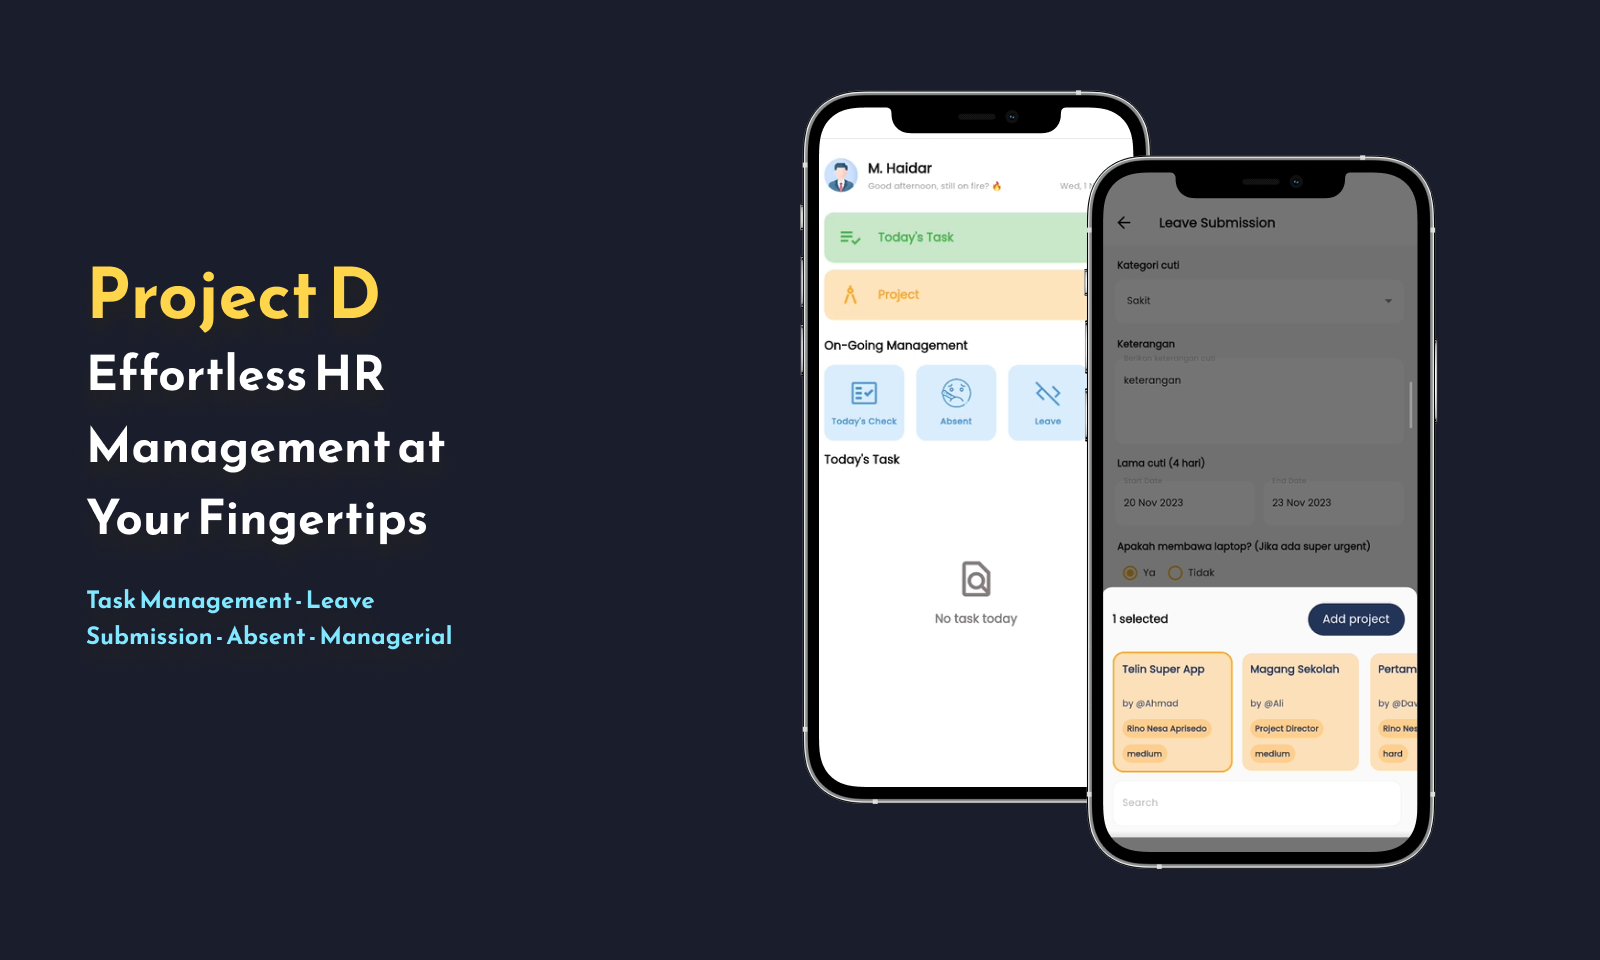 Project D
Effortless HR
Management at
Your Fingertips
Task Management - Leave
Submission - Absent - Managerial
M. Haidar
Good afternoon, still on fire? 🔥
Wed, 1
Today's Task
Project
On-Going Management
Today's Check
Absent
Leave
Today's Task
No task today
Leave Submission
Kategori cuti
Sakit
Keterangan
Berikan keterangan cuti
keterangan
Lama cuti (4 hari)
Start Date
End Date
20 Nov 2023
23 Nov 2023
Apakah membawa laptop? (Jika ada super urgent)
Ya
Tidak
1 selected
Add project
Telin Super App
by @Ahmad
Rino Nesa Aprisedo
medium
Magang Sekolah
by @Ali
Project Director
medium
Pertam
by @Dav
Rino Nes
hard
Search